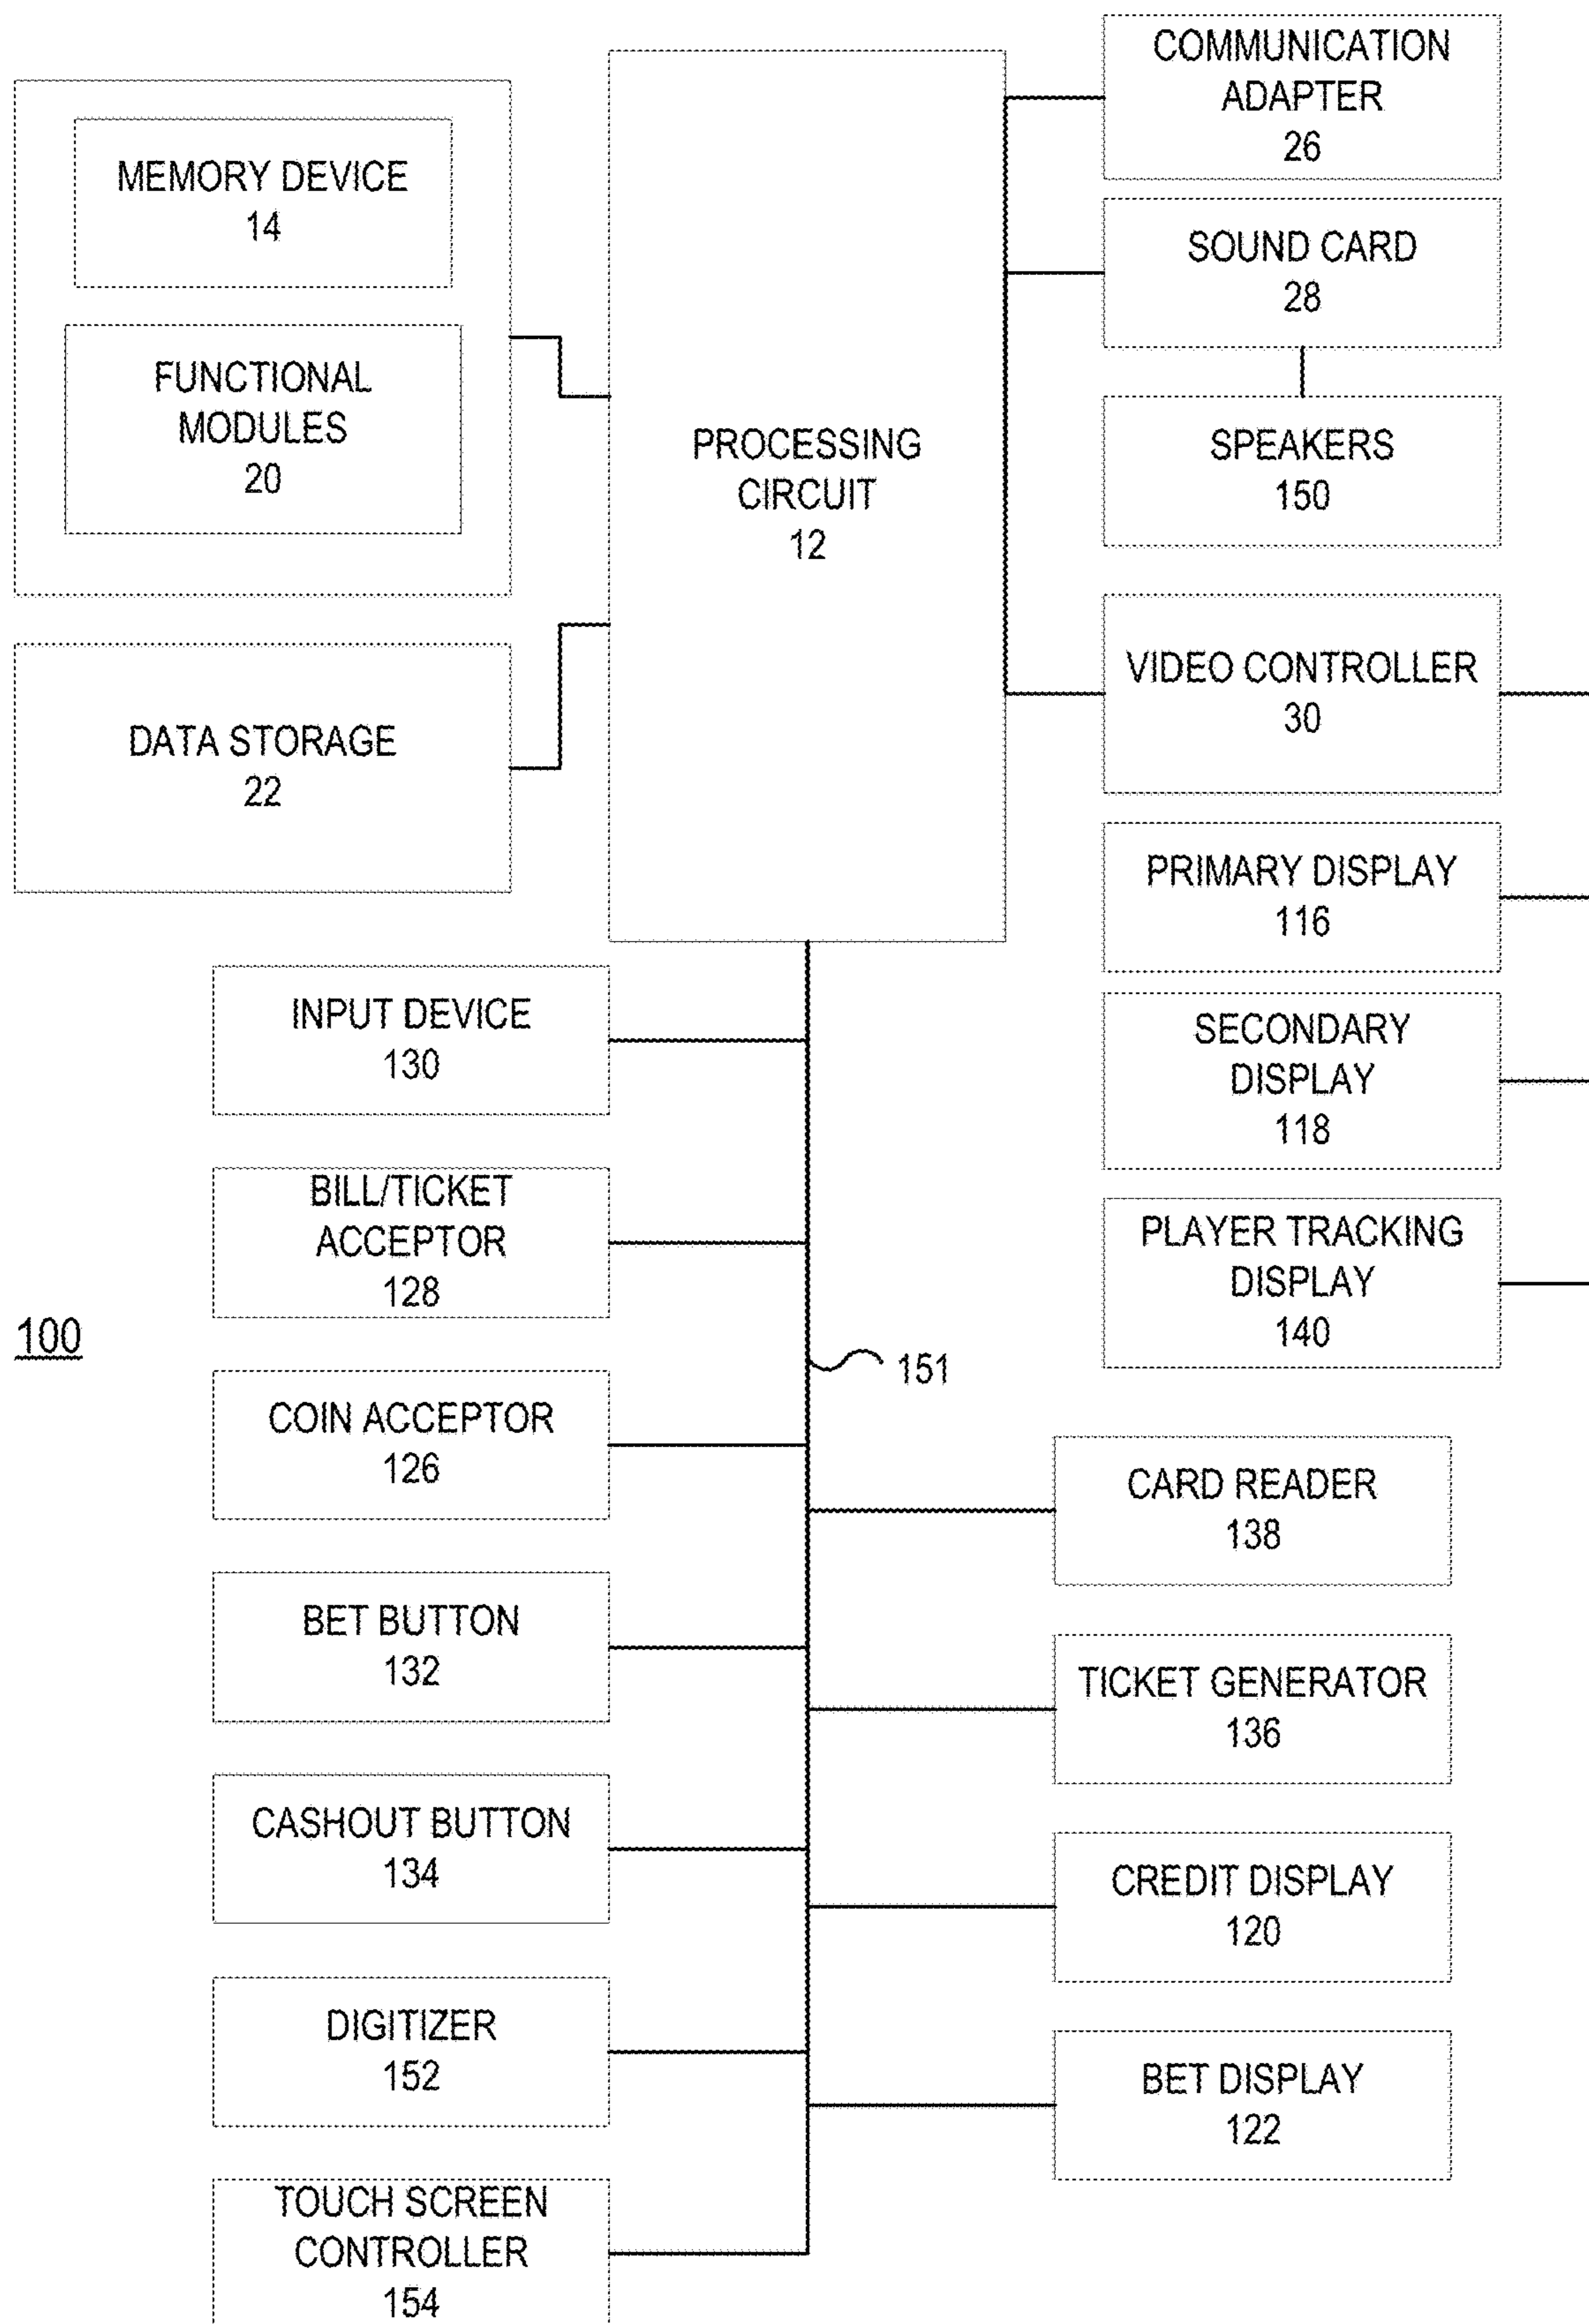 MEMORY DEVICE
14
FUNCTIONAL
MODULES
20
DATA STORAGE
22
PROCESSING
CIRCUIT
12
COMMUNICATION
ADAPTER
26
SOUND CARD
28
SPEAKERS
150
VIDEO CONTROLLER
30
PRIMARY DISPLAY
116
SECONDARY
DISPLAY
118
PLAYER TRACKING
DISPLAY
140
INPUT DEVICE
130
BILL/TICKET
ACCEPTOR
128
100
151
COIN ACCEPTOR
126
BET BUTTON
132
CASHOUT BUTTON
134
DIGITIZER
152
TOUCH SCREEN
CONTROLLER
154
CARD READER
138
TICKET GENERATOR
136
CREDIT DISPLAY
120
BET DISPLAY
122